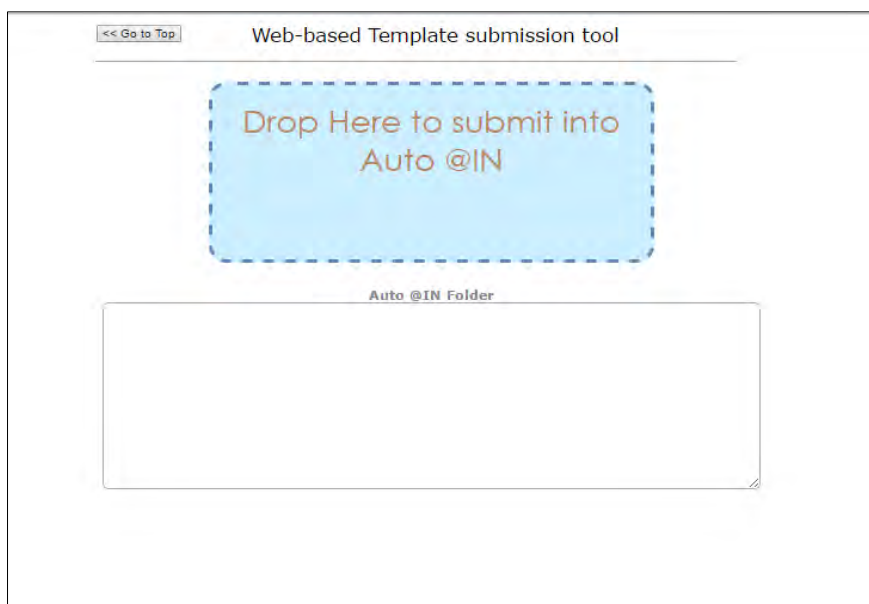 << Go to Top
Web-based Template submission tool
Drop Here to submit into
Auto @IN
Auto @IN Folder